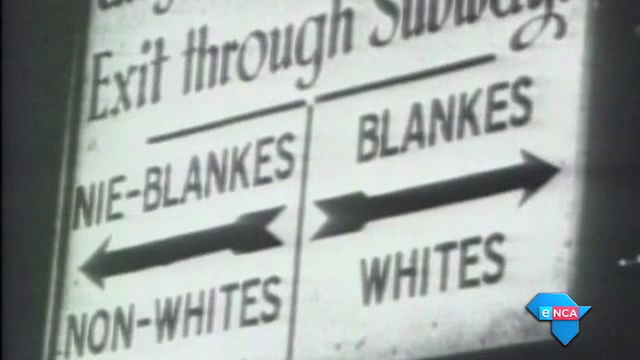 Exit through Subway
NIE-BLANKES
BLANKES
NON-WHITES
WHITES
eNCA